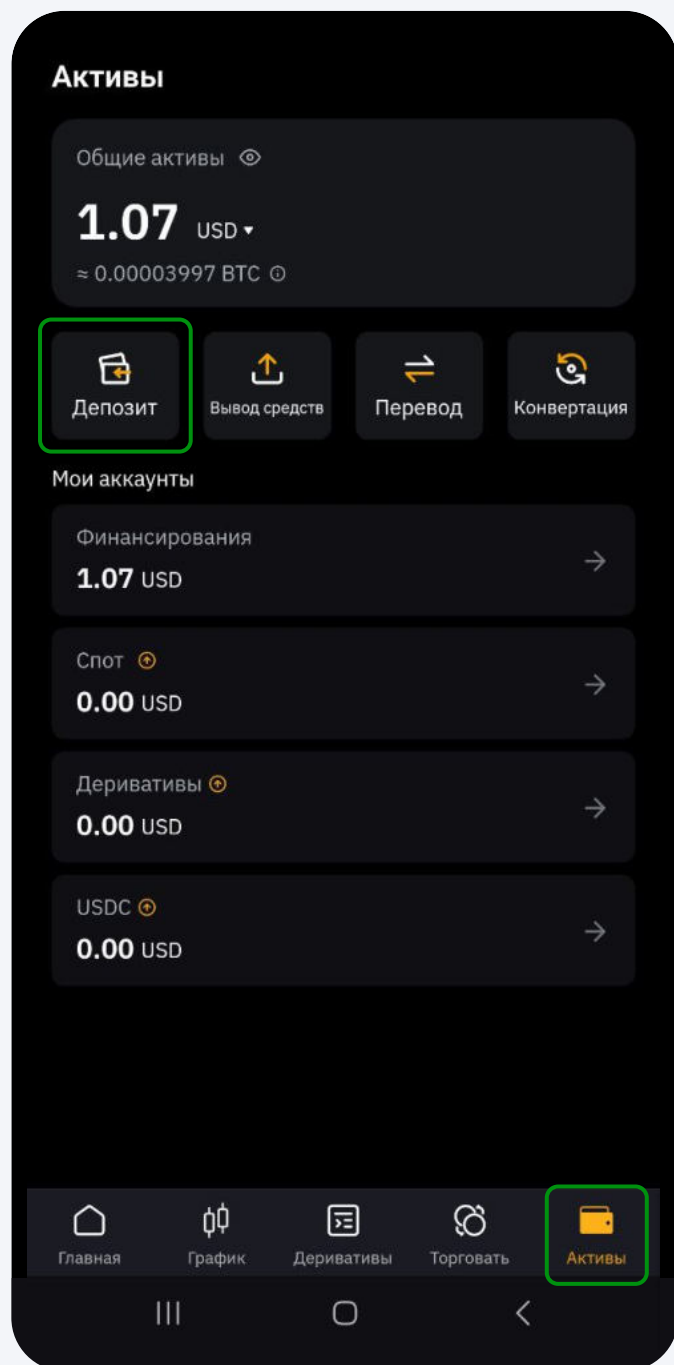 Активы
Общие активы
1.07 USD
≈ 0.00003997 BTC
Депозит
Вывод средств
Перевод
Конвертация
Мои аккаунты
Финансирования
1.07 USD
Спот
0.00 USD
Деривативы
0.00 USD
USDC
0.00 USD
Главная
График
Деривативы
Торговать
Активы